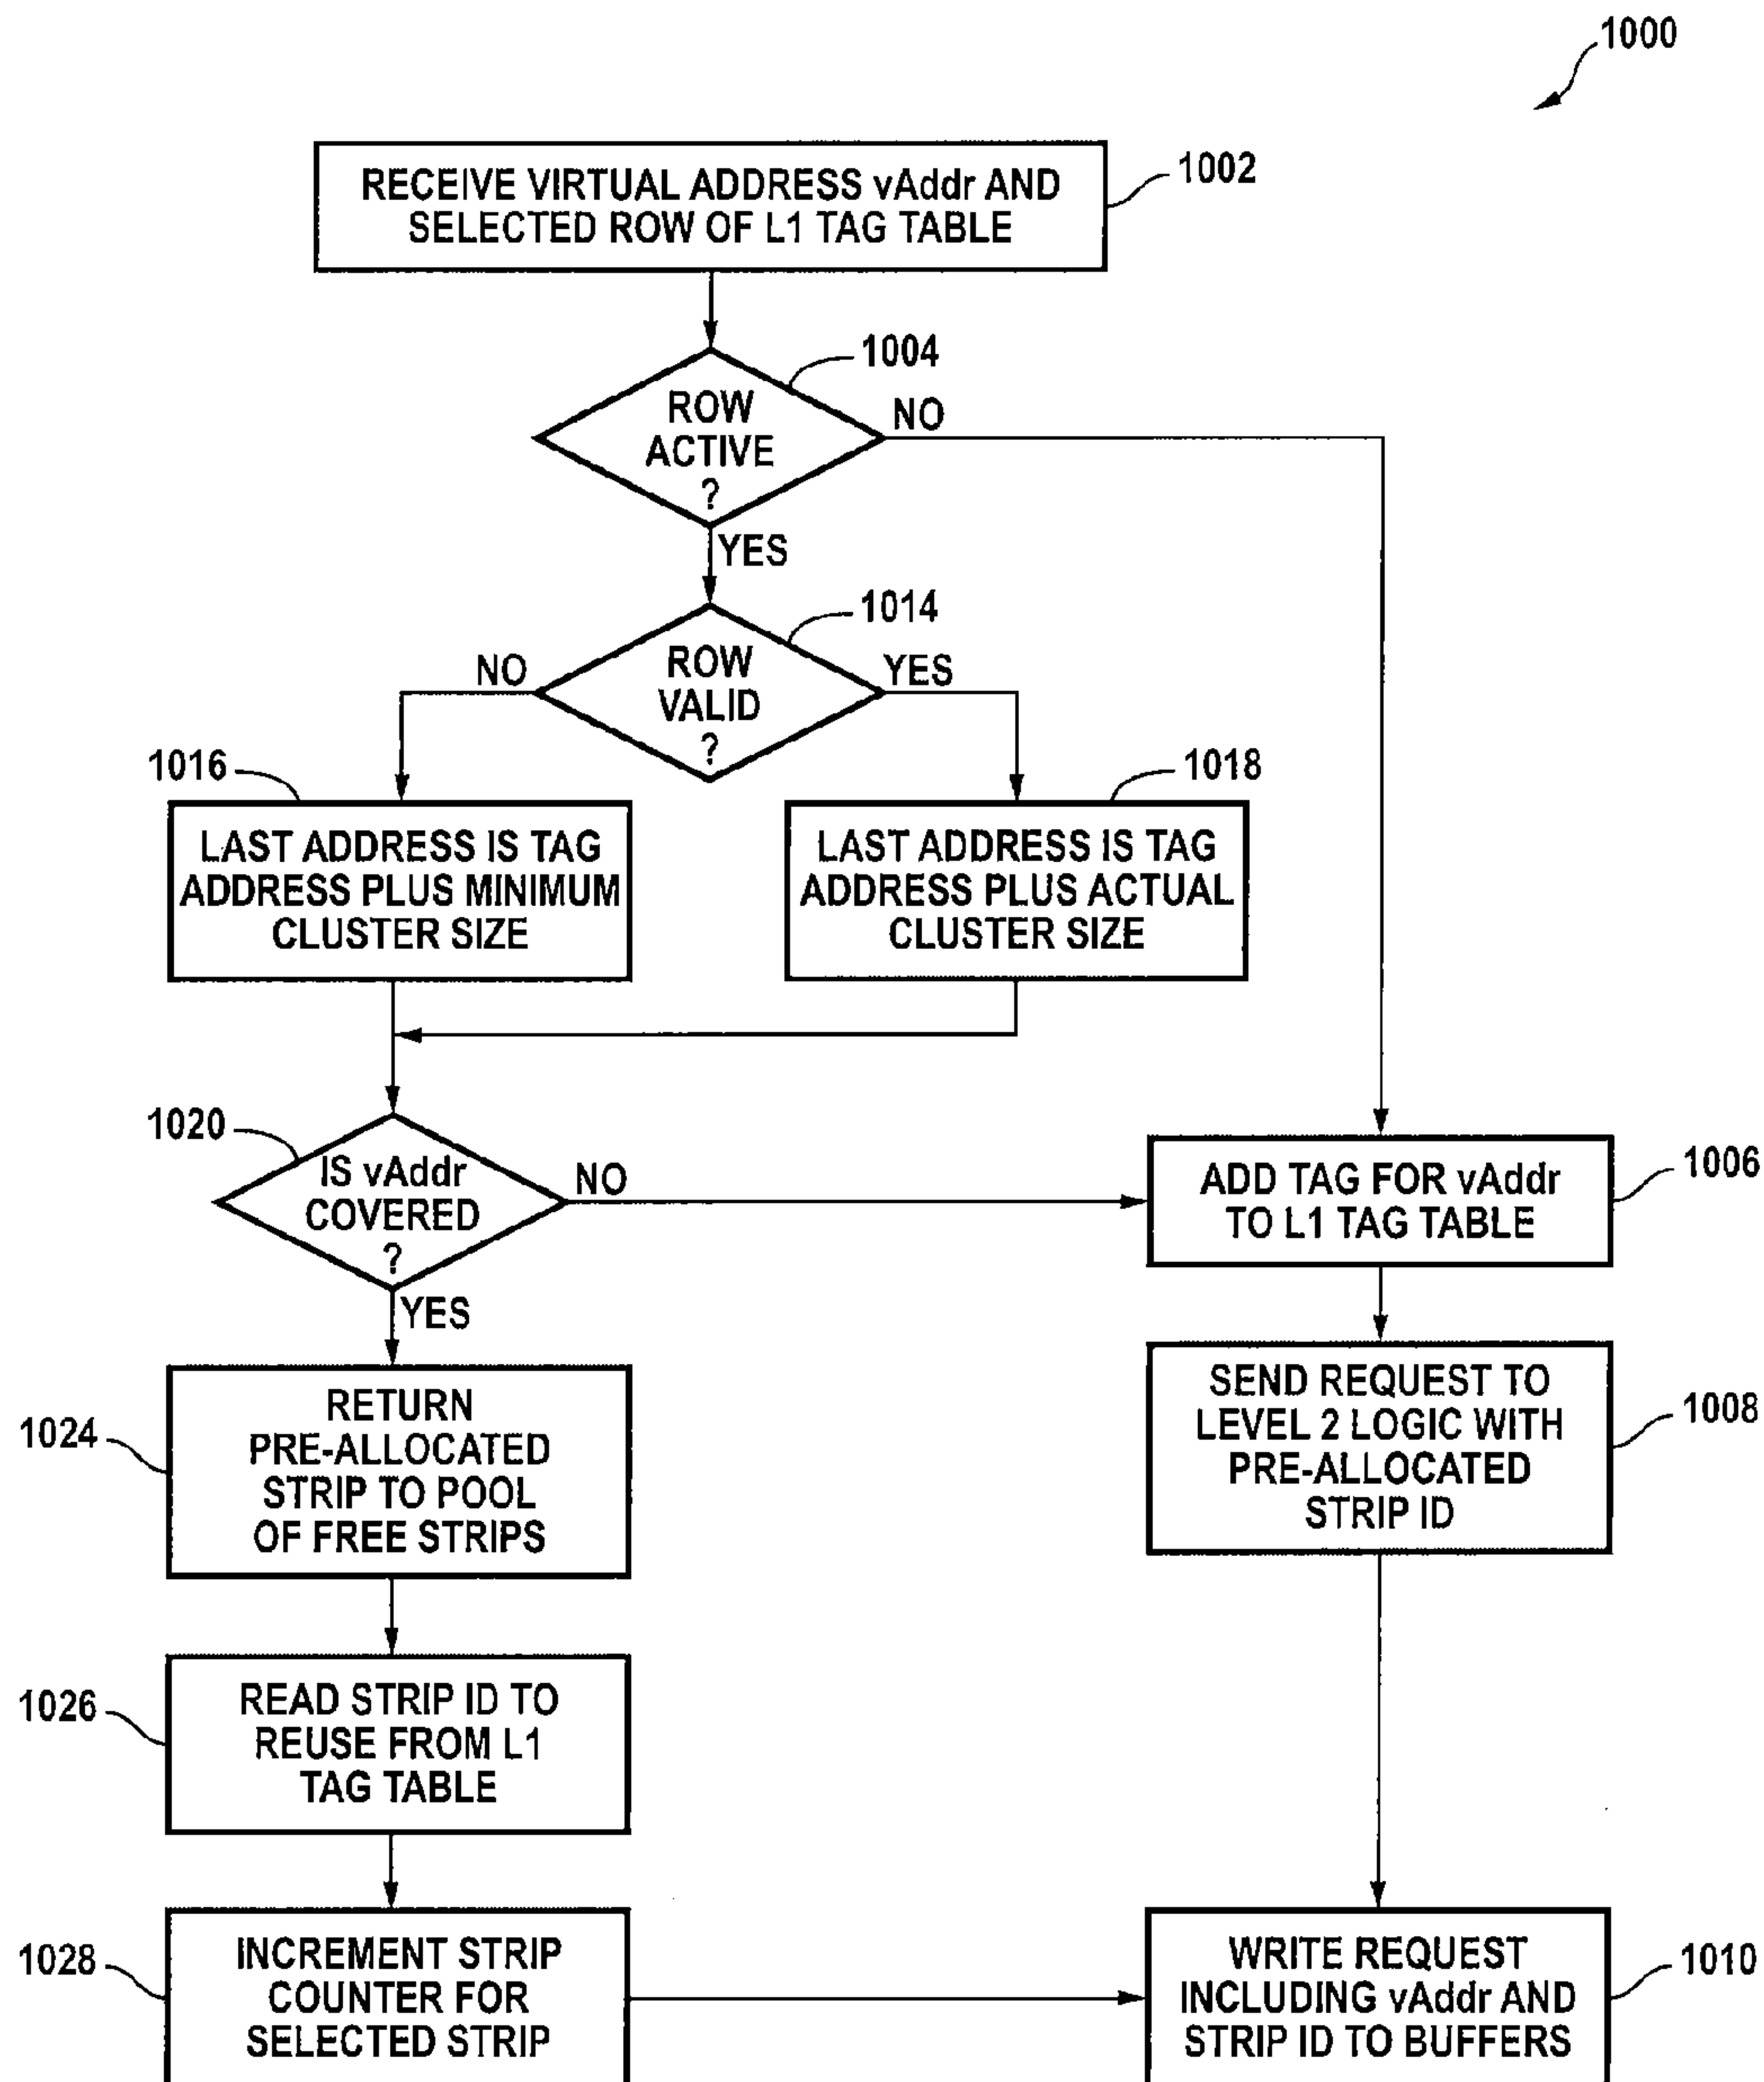 1000
RECEIVE VIRTUAL ADDRESS vAddr AND
SELECTED ROW OF L1 TAG TABLE
1002
1004
ROW
ACTIVE
?
NO
YES
1014
ROW
VALID
?
NO
YES
1016
1018
LAST ADDRESS IS TAG
ADDRESS PLUS MINIMUM
CLUSTER SIZE
LAST ADDRESS IS TAG
ADDRESS PLUS ACTUAL
CLUSTER SIZE
1020
IS vAddr
COVERED
?
NO
YES
ADD TAG FOR vAddr
TO L1 TAG TABLE
1006
1024
RETURN
PRE-ALLOCATED
STRIP TO POOL
OF FREE STRIPS
SEND REQUEST TO
LEVEL 2 LOGIC WITH
PRE-ALLOCATED
STRIP ID
1008
1026
READ STRIP ID TO
REUSE FROM L1
TAG TABLE
1028
INCREMENT STRIP
COUNTER FOR
SELECTED STRIP
WRITE REQUEST
INCLUDING vAddr AND
STRIP ID TO BUFFERS
1010